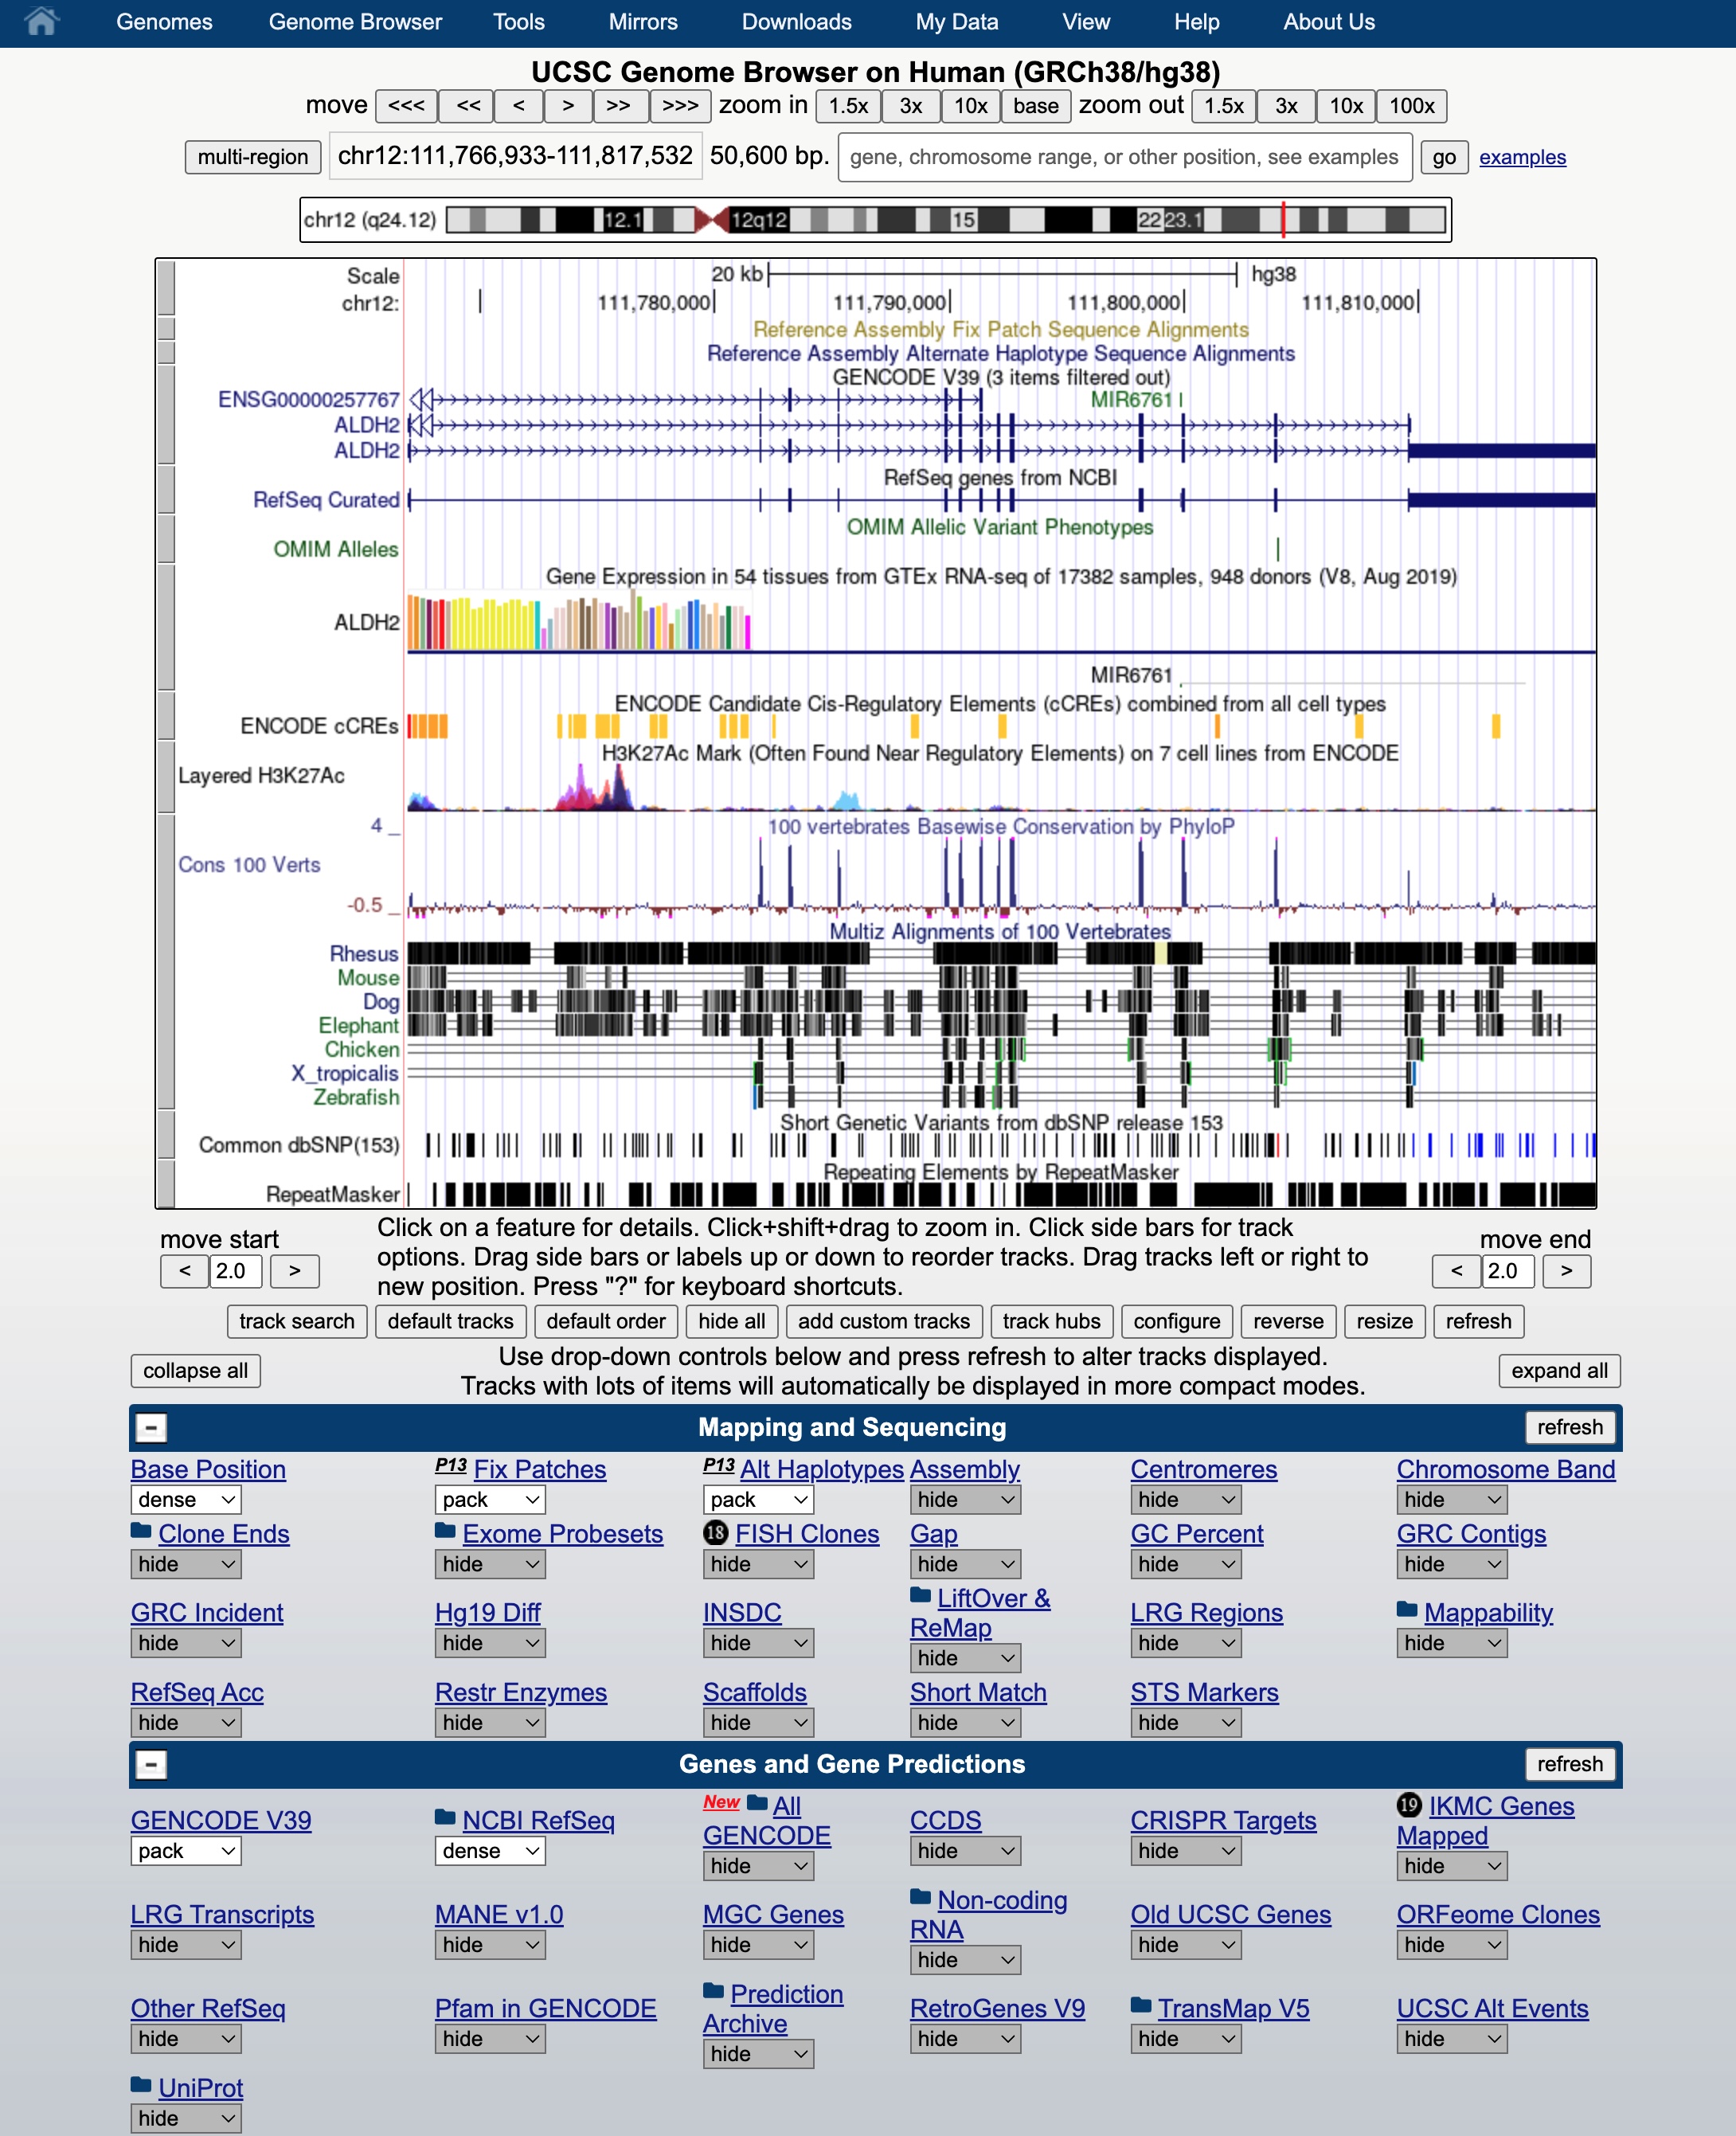 Genomes Genome Browser Tools Mirrors Downloads My Data View Help About Us
UCSC Genome Browser on Human (GRCh38/hg38)
move <<< << < > >> >>> zoom in 1.5x 3x 10x base zoom out 1.5x 3x 10x 100x
multi-region chr12:111,766,933-111,817,532 50,600 bp. gene, chromosome range, or other position, see examples go examples
chr12 (q24.12) 12.1 12q12 15 22 23.1
Scale 20 kb hg38
chr12: 111,780,000 111,790,000 111,800,000 111,810,000
Reference Assembly Fix Patch Sequence Alignments
Reference Assembly Alternate Haplotype Sequence Alignments
GENCODE V39 (3 items filtered out)
ENSG00000257767 MIR6761
ALDH2
ALDH2
RefSeq genes from NCBI
RefSeq Curated
OMIM Allelic Variant Phenotypes
OMIM Alleles
Gene Expression in 54 tissues from GTEx RNA-seq of 17382 samples, 948 donors (V8, Aug 2019)
ALDH2
MIR6761
ENCODE Candidate Cis-Regulatory Elements (cCREs) combined from all cell types
ENCODE cCREs
H3K27Ac Mark (Often Found Near Regulatory Elements) on 7 cell lines from ENCODE
Layered H3K27Ac
4 _ 100 vertebrates Basewise Conservation by PhyloP
Cons 100 Verts
-0.5 _
Multiz Alignments of 100 Vertebrates
Rhesus
Mouse
Dog
Elephant
Chicken
X_tropicalis
Zebrafish
Short Genetic Variants from dbSNP release 153
Common dbSNP(153)
Repeating Elements by RepeatMasker
RepeatMasker
move start
< 2.0 >
Click on a feature for details. Click+shift+drag to zoom in. Click side bars for track
options. Drag side bars or labels up or down to reorder tracks. Drag tracks left or right to
new position. Press "?" for keyboard shortcuts.
move end
< 2.0 >
track search default tracks default order hide all add custom tracks track hubs configure reverse resize refresh
collapse all
Use drop-down controls below and press refresh to alter tracks displayed.
Tracks with lots of items will automatically be displayed in more compact modes.
expand all
- Mapping and Sequencing refresh
Base Position P13 Fix Patches P13 Alt Haplotypes Assembly Centromeres Chromosome Band
dense pack pack hide hide hide
Clone Ends Exome Probesets 18 FISH Clones Gap GC Percent GRC Contigs
hide hide hide hide hide hide
GRC Incident Hg19 Diff INSDC LiftOver & ReMap LRG Regions Mappability
hide hide hide hide hide hide
RefSeq Acc Restr Enzymes Scaffolds Short Match STS Markers
hide hide hide hide hide
- Genes and Gene Predictions refresh
GENCODE V39 NCBI RefSeq New All GENCODE CCDS CRISPR Targets 19 IKMC Genes Mapped
pack dense hide hide hide hide
LRG Transcripts MANE v1.0 MGC Genes Non-coding RNA Old UCSC Genes ORFeome Clones
hide hide hide hide hide hide
Other RefSeq Pfam in GENCODE Prediction Archive RetroGenes V9 TransMap V5 UCSC Alt Events
hide hide hide hide hide hide
UniProt
hide